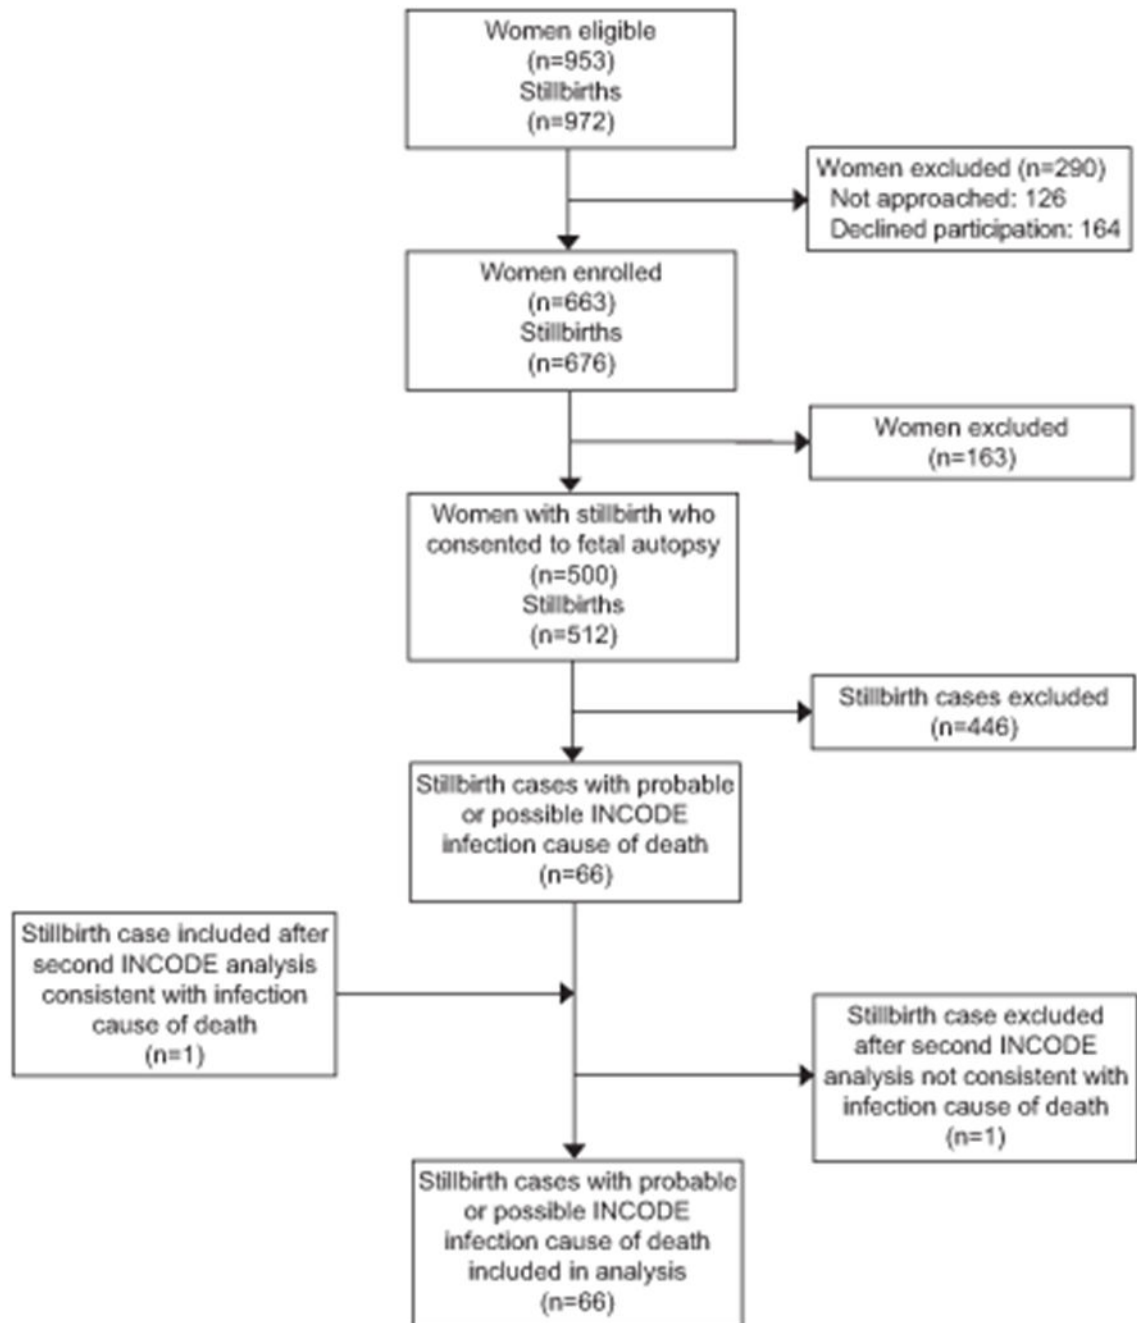 Women eligible
(n=953)
Stillbirths
(n=972)
Women excluded (n=290)
Not approached: 126
Declined participation: 164
Women enrolled
(n=663)
Stillbirths
(n=676)
Women excluded
(n=163)
Women with stillbirth who
consented to fetal autopsy
(n=500)
Stillbirths
(n=512)
Stillbirth cases excluded
(n=446)
Stillbirth cases with probable
or possible INCODE
infection cause of death
(n=66)
Stillbirth case included after
second INCODE analysis
consistent with infection
cause of death
(n=1)
Stillbirth case excluded
after second INCODE
analysis not consistent with
infection cause of death
(n=1)
Stillbirth cases with probable
or possible INCODE
infection cause of death
included in analysis
(n=66)